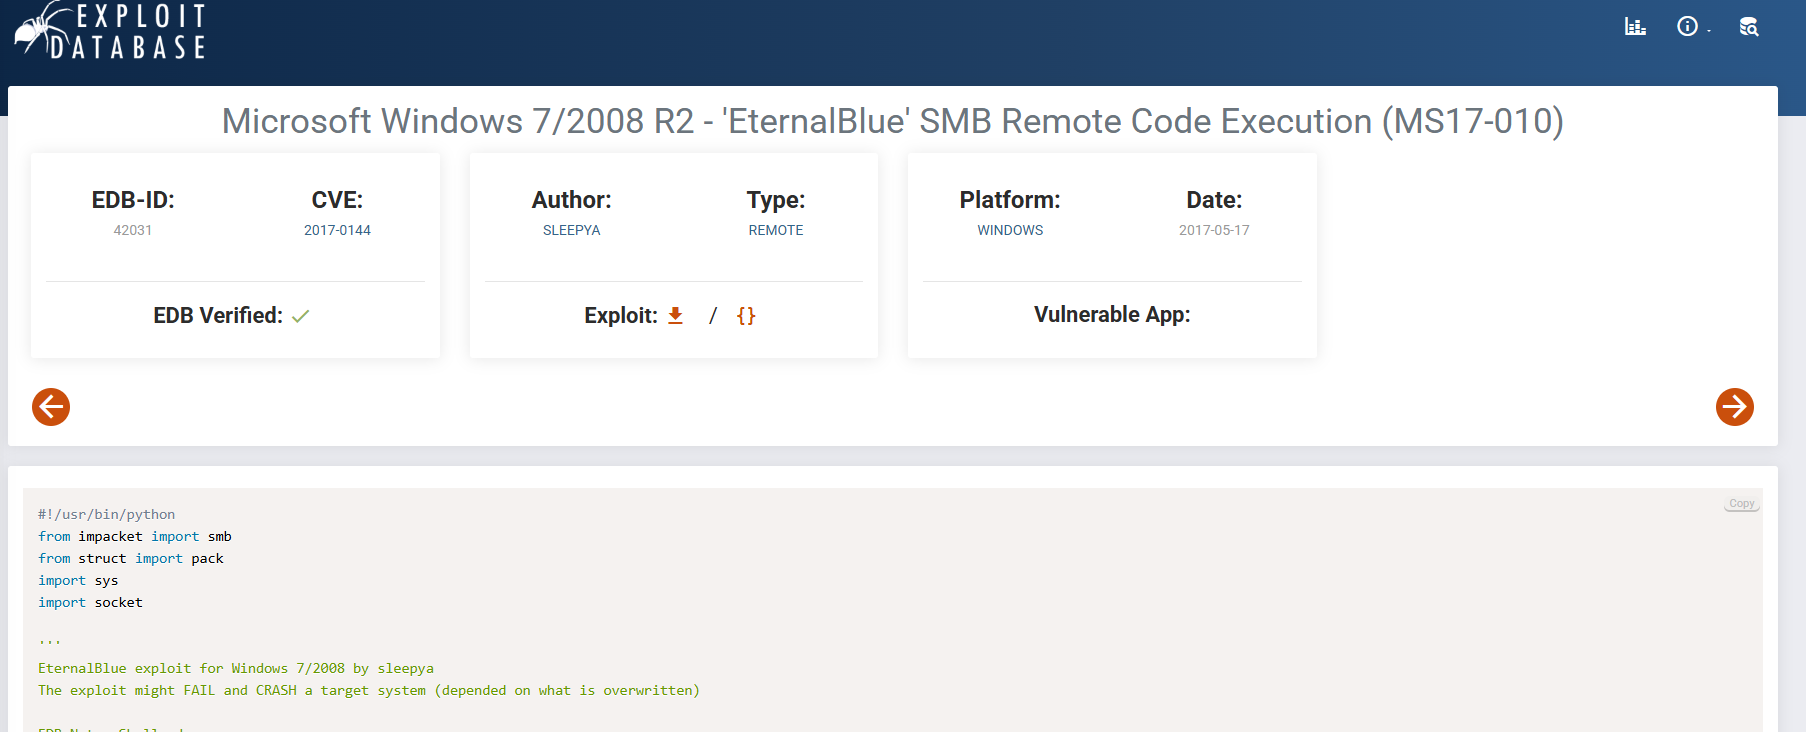 EXPLOIT
DATABASE
Microsoft Windows 7/2008 R2 - 'EternalBlue' SMB Remote Code Execution (MS17-010)
EDB-ID:
42031
CVE:
2017-0144
Author:
SLEEPYA
Type:
REMOTE
Platform:
WINDOWS
Date:
2017-05-17
EDB Verified:
Exploit: / {}
Vulnerable App:
Copy
#!/usr/bin/python
from impacket import smb
from struct import pack
import sys
import socket
...
EternalBlue exploit for Windows 7/2008 by sleepya
The exploit might FAIL and CRASH a target system (depended on what is overwritten)